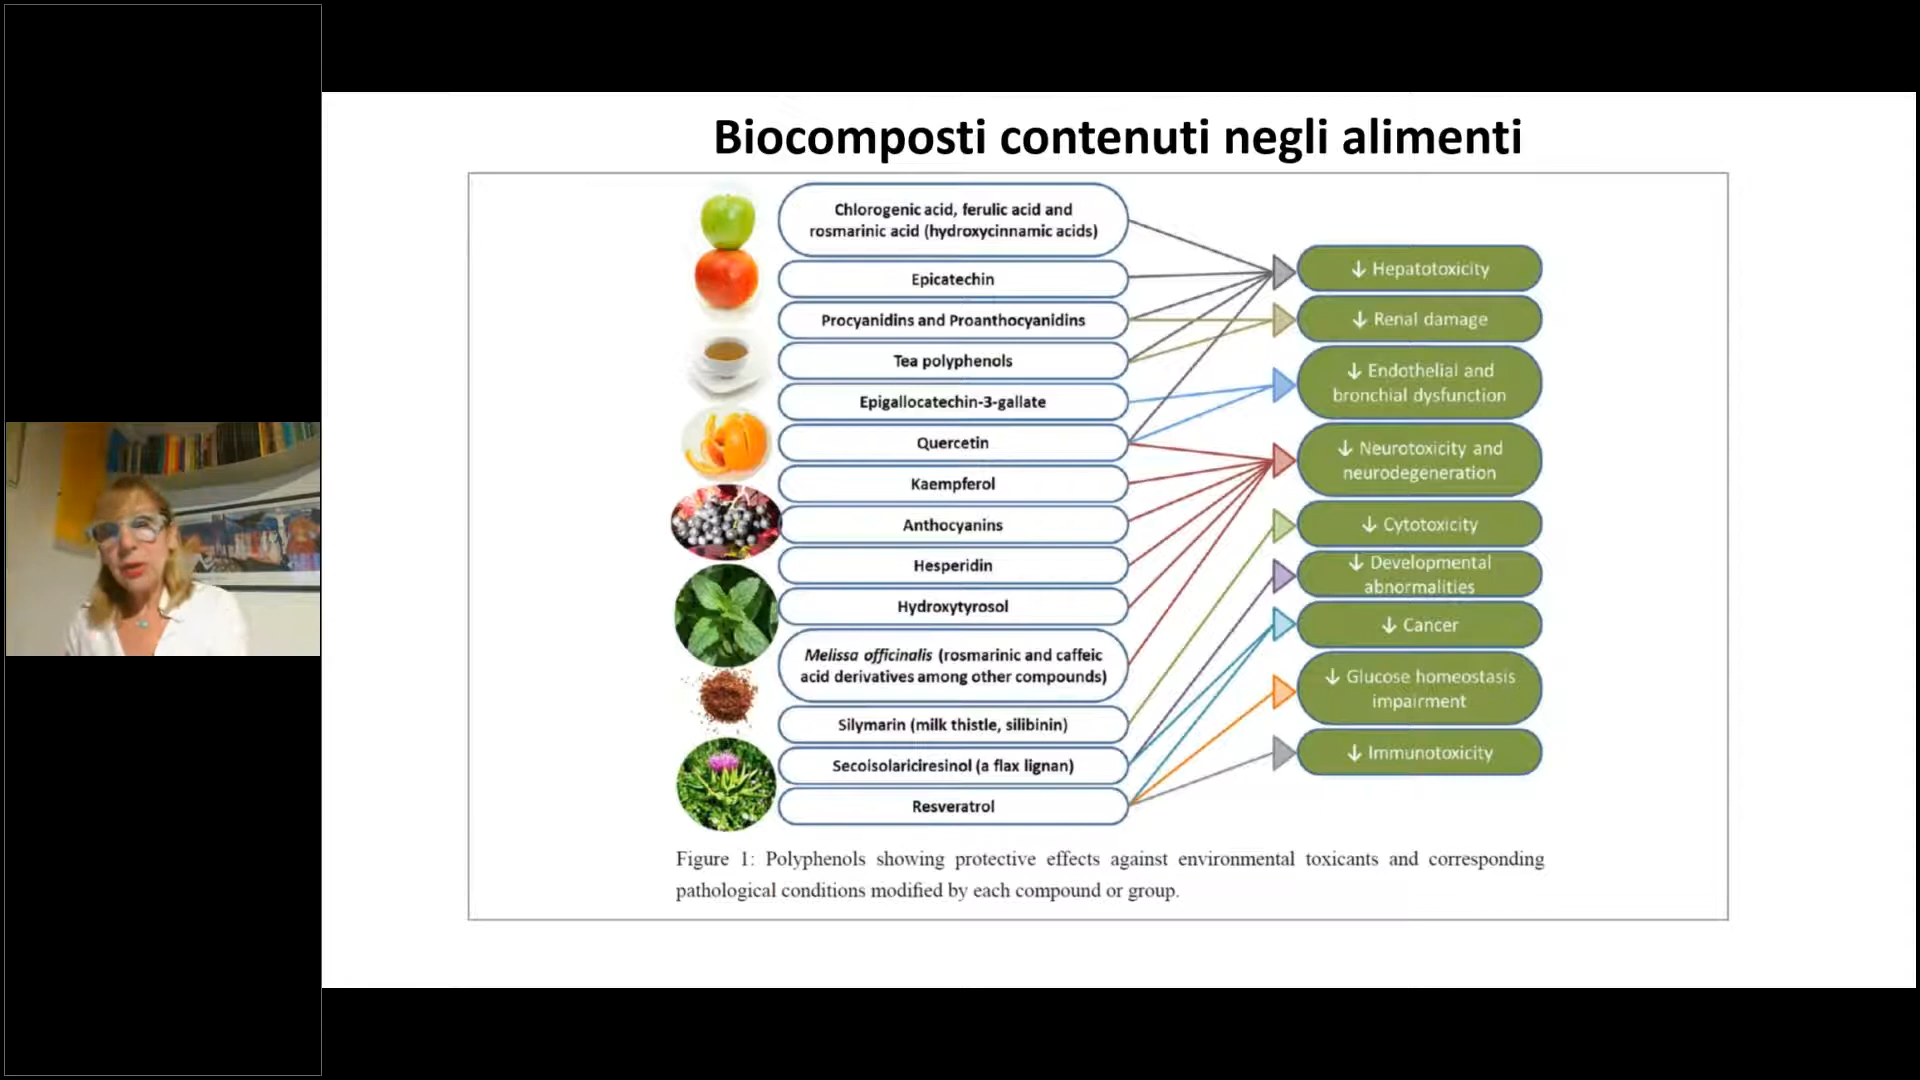 Biocomposti contenuti negli alimenti
Chlorogenic acid, ferulic acid and
rosmarinic acid (hydroxycinnamic acids)
Epicatechin
Procyanidins and Proanthocyanidins
Tea polyphenols
Epigallocatechin-3-gallate
Quercetin
Kaempferol
Anthocyanins
Hesperidin
Hydroxytyrosol
Melissa officinalis (rosmarinic and caffeic
acid derivatives among other compounds)
Silymarin (milk thistle, silibinin)
Secoisolariciresinol (a flax lignan)
Resveratrol
↓ Hepatotoxicity
↓ Renal damage
↓ Endothelial and
bronchial dysfunction
↓ Neurotoxicity and
neurodegeneration
↓ Cytotoxicity
↓ Developmental
abnormalities
↓ Cancer
↓ Glucose homeostasis
impairment
↓ Immunotoxicity
Figure 1: Polyphenols showing protective effects against environmental toxicants and corresponding
pathological conditions modified by each compound or group.